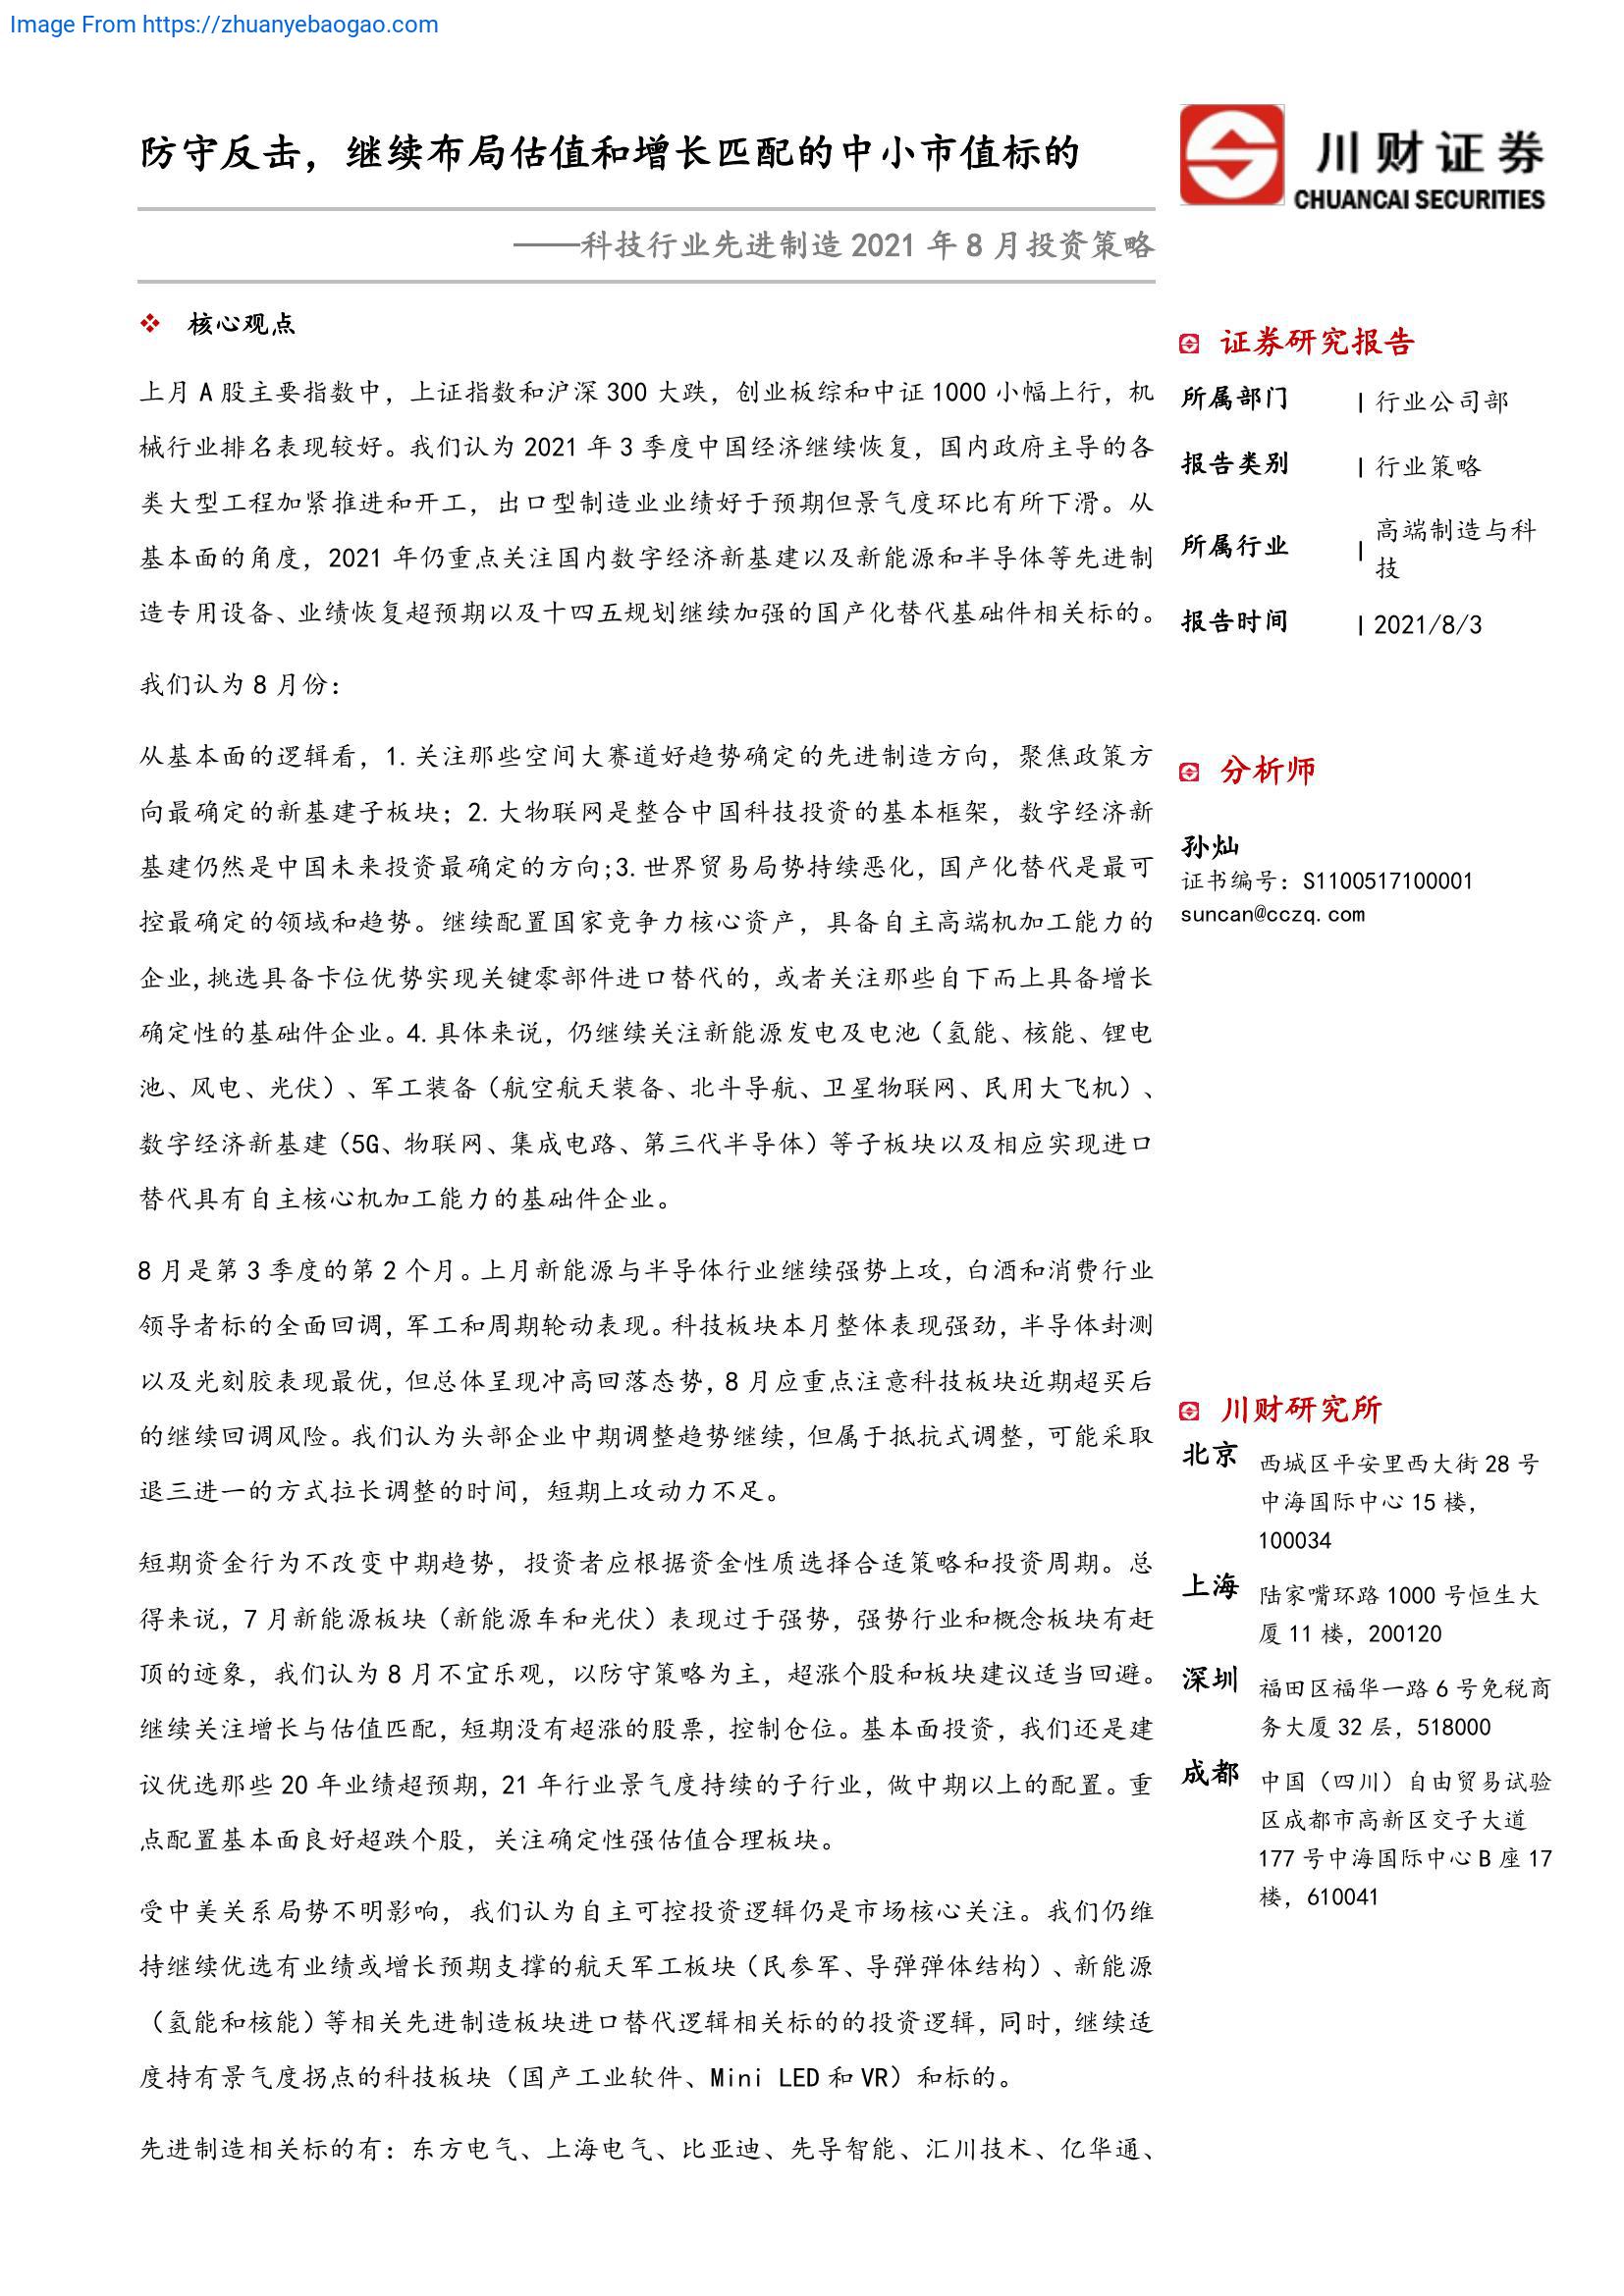 Image From https://zhuanyebaogao.com
防守反击，继续布局估值和增长匹配的中小市值标的
——科技行业先进制造 2021 年 8 月投资策略
川财证券
CHUANCAI SECURITIES
核心观点
上月 A 股主要指数中，上证指数和沪深 300 大跌，创业板综和中证 1000 小幅上行，机
械行业排名表现较好。我们认为 2021 年 3 季度中国经济继续恢复，国内政府主导的各
类大型工程加紧推进和开工，出口型制造业业绩好于预期但景气度环比有所下滑。从
基本面的角度，2021 年仍重点关注国内数字经济新基建以及新能源和半导体等先进制
造专用设备、业绩恢复超预期以及十四五规划继续加强的国产化替代基础件相关标的。
我们认为 8 月份：
从基本面的逻辑看，1.关注那些空间大赛道好趋势确定的先进制造方向，聚焦政策方
向最确定的新基建子板块；2.大物联网是整合中国科技投资的基本框架，数字经济新
基建仍然是中国未来投资最确定的方向;3.世界贸易局势持续恶化，国产化替代是最可
控最确定的领域和趋势。继续配置国家竞争力核心资产，具备自主高端机加工能力的
企业,挑选具备卡位优势实现关键零部件进口替代的，或者关注那些自下而上具备增长
确定性的基础件企业。4.具体来说，仍继续关注新能源发电及电池（氢能、核能、锂电
池、风电、光伏）、军工装备（航空航天装备、北斗导航、卫星物联网、民用大飞机）、
数字经济新基建（5G、物联网、集成电路、第三代半导体）等子板块以及相应实现进口
替代具有自主核心机加工能力的基础件企业。
8 月是第 3 季度的第 2 个月。上月新能源与半导体行业继续强势上攻，白酒和消费行业
领导者标的全面回调，军工和周期轮动表现。科技板块本月整体表现强劲，半导体封测
以及光刻胶表现最优，但总体呈现冲高回落态势，8 月应重点注意科技板块近期超买后
的继续回调风险。我们认为头部企业中期调整趋势继续，但属于抵抗式调整，可能采取
退三进一的方式拉长调整的时间，短期上攻动力不足。
短期资金行为不改变中期趋势，投资者应根据资金性质选择合适策略和投资周期。总
得来说，7 月新能源板块（新能源车和光伏）表现过于强势，强势行业和概念板块有赶
顶的迹象，我们认为 8 月不宜乐观，以防守策略为主，超涨个股和板块建议适当回避。
继续关注增长与估值匹配，短期没有超涨的股票，控制仓位。基本面投资，我们还是建
议优选那些 20 年业绩超预期，21 年行业景气度持续的子行业，做中期以上的配置。重
点配置基本面良好超跌个股，关注确定性强估值合理板块。
受中美关系局势不明影响，我们认为自主可控投资逻辑仍是市场核心关注。我们仍维
持继续优选有业绩或增长预期支撑的航天军工板块（民参军、导弹弹体结构）、新能源
（氢能和核能）等相关先进制造板块进口替代逻辑相关标的的投资逻辑，同时，继续适
度持有景气度拐点的科技板块（国产工业软件、Mini LED 和 VR）和标的。
先进制造相关标的有：东方电气、上海电气、比亚迪、先导智能、汇川技术、亿华通、
证券研究报告
所属部门 | 行业公司部
报告类别 | 行业策略
所属行业 | 高端制造与科
技
报告时间 | 2021/8/3
分析师
孙灿
证书编号：S1100517100001
suncan@cczq.com
川财研究所
北京 西城区平安里西大街 28 号
中海国际中心 15 楼，
100034
上海 陆家嘴环路 1000 号恒生大
厦 11 楼，200120
深圳 福田区福华一路 6 号免税商
务大厦 32 层，518000
成都 中国（四川）自由贸易试验
区成都市高新区交子大道
177 号中海国际中心 B 座 17
楼，610041